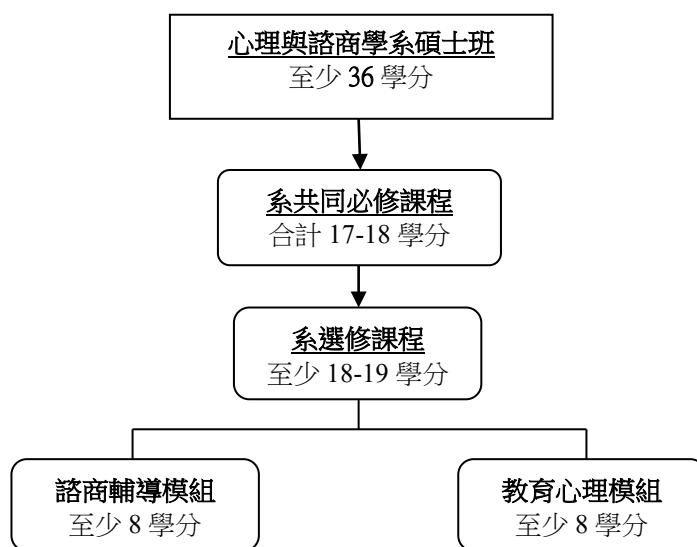 心理與諮商學系碩士班
至少 36 學分
系共同必修課程
合計 17-18 學分
系選修課程
至少 18-19 學分
諮商輔導模組
至少 8 學分
教育心理模組
至少 8 學分